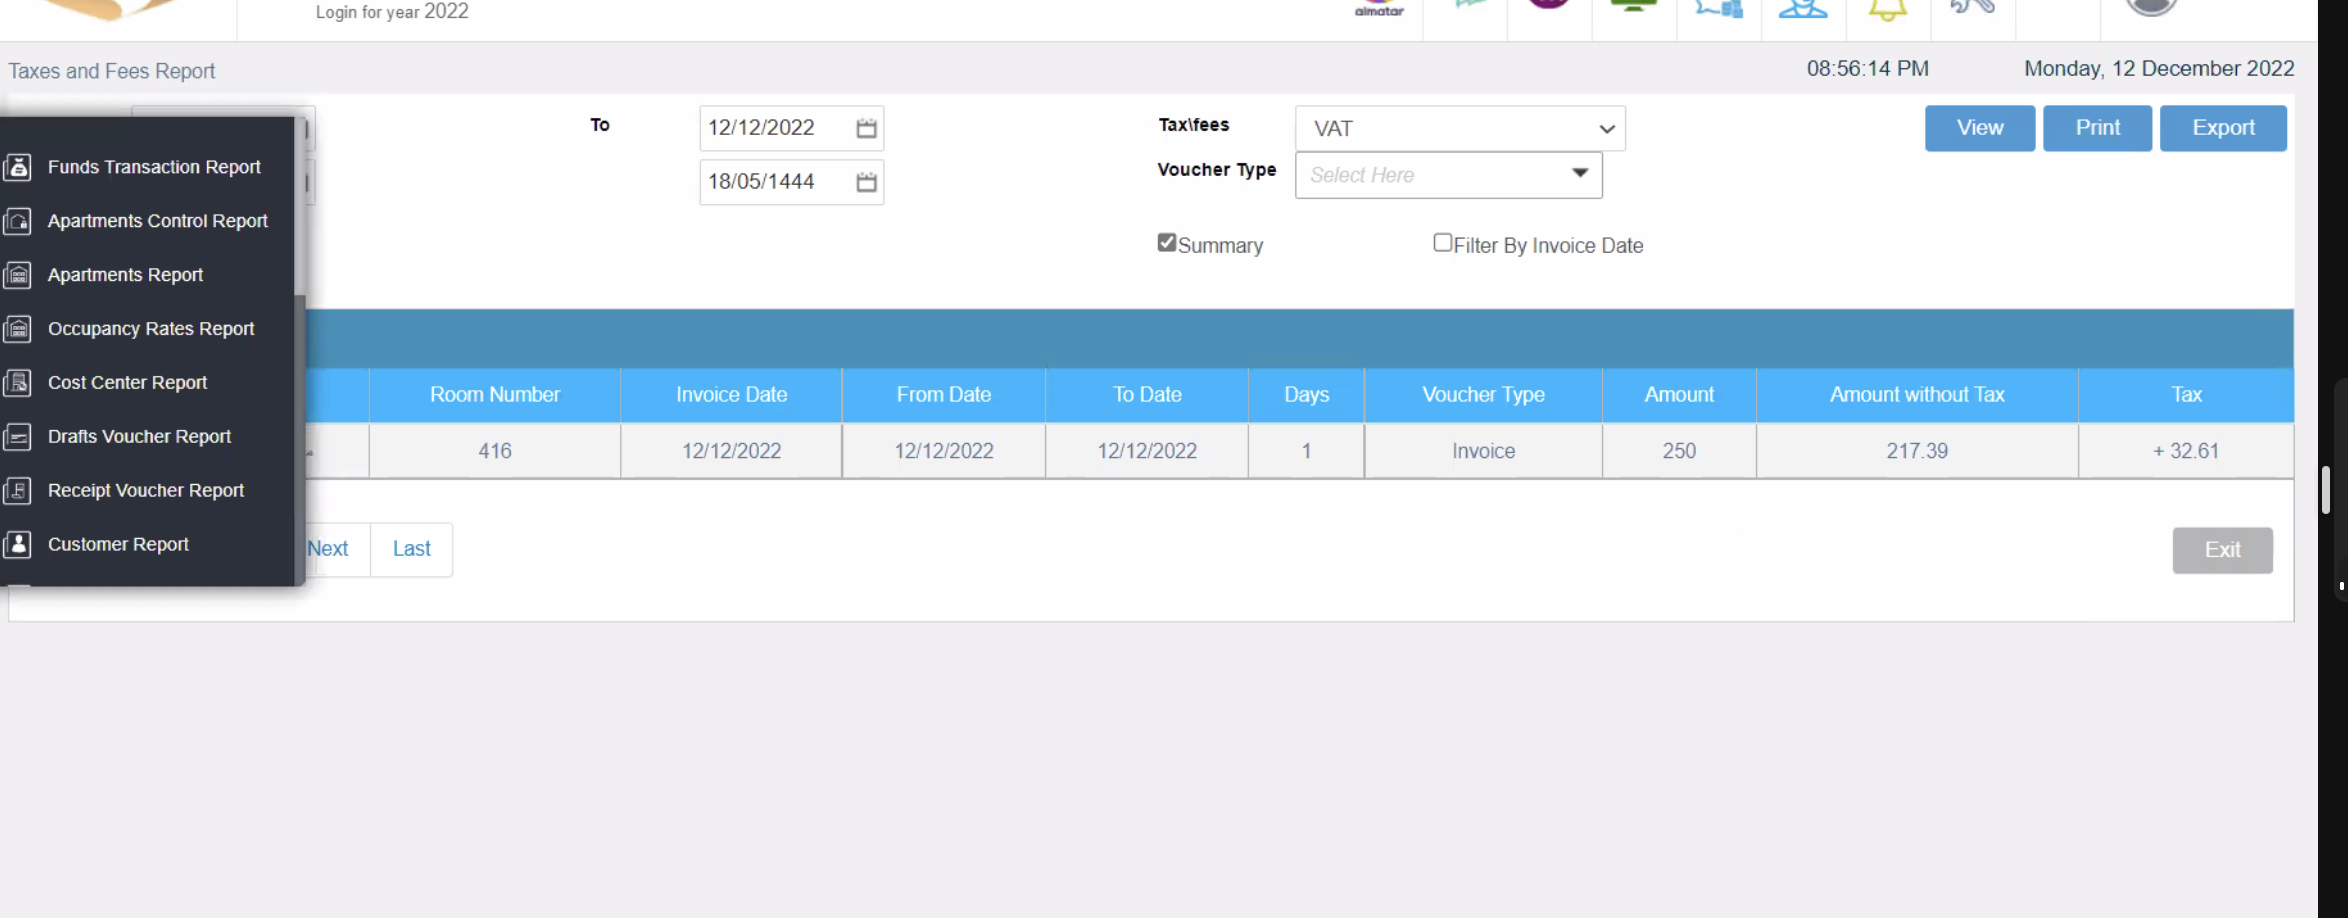 Login for year 2022
almatar
Taxes and Fees Report
08:56:14 PM
Monday, 12 December 2022
To
12/12/2022
18/05/1444
Tax\fees
VAT
Voucher Type
Select Here
View
Print
Export
Summary
Filter By Invoice Date
Funds Transaction Report
Apartments Control Report
Apartments Report
Occupancy Rates Report
Cost Center Report
Drafts Voucher Report
Receipt Voucher Report
Customer Report
Room Number
Invoice Date
From Date
To Date
Days
Voucher Type
Amount
Amount without Tax
Tax
416
12/12/2022
12/12/2022
12/12/2022
1
Invoice
250
217.39
+ 32.61
Next
Last
Exit